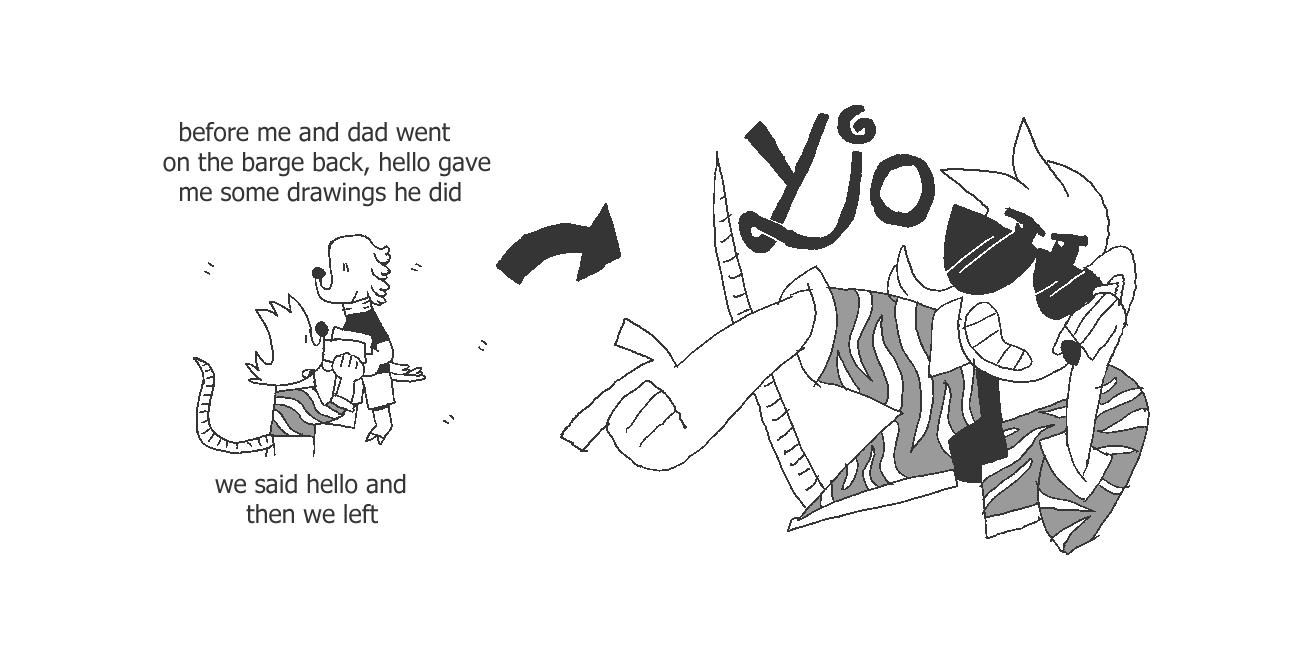 before me and dad went
on the barge back, hello gave
me some drawings he did
we said hello and
then we left
Yjo